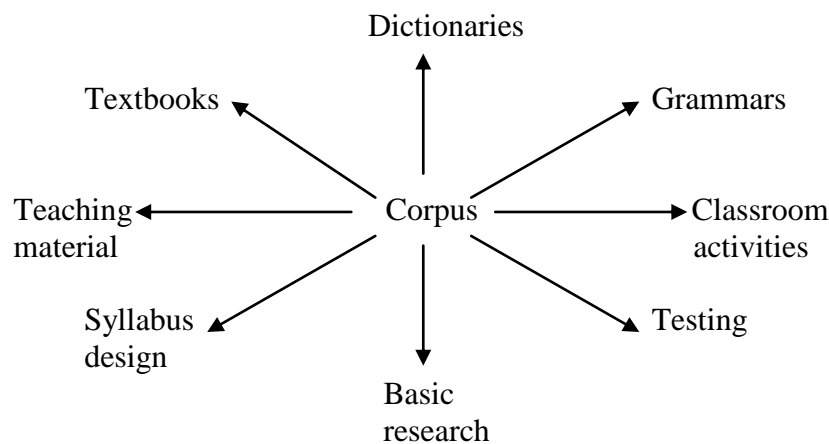 Dictionaries
Textbooks
Grammars
Teaching
material
Corpus
Classroom
activities
Syllabus
design
Testing
Basic
research